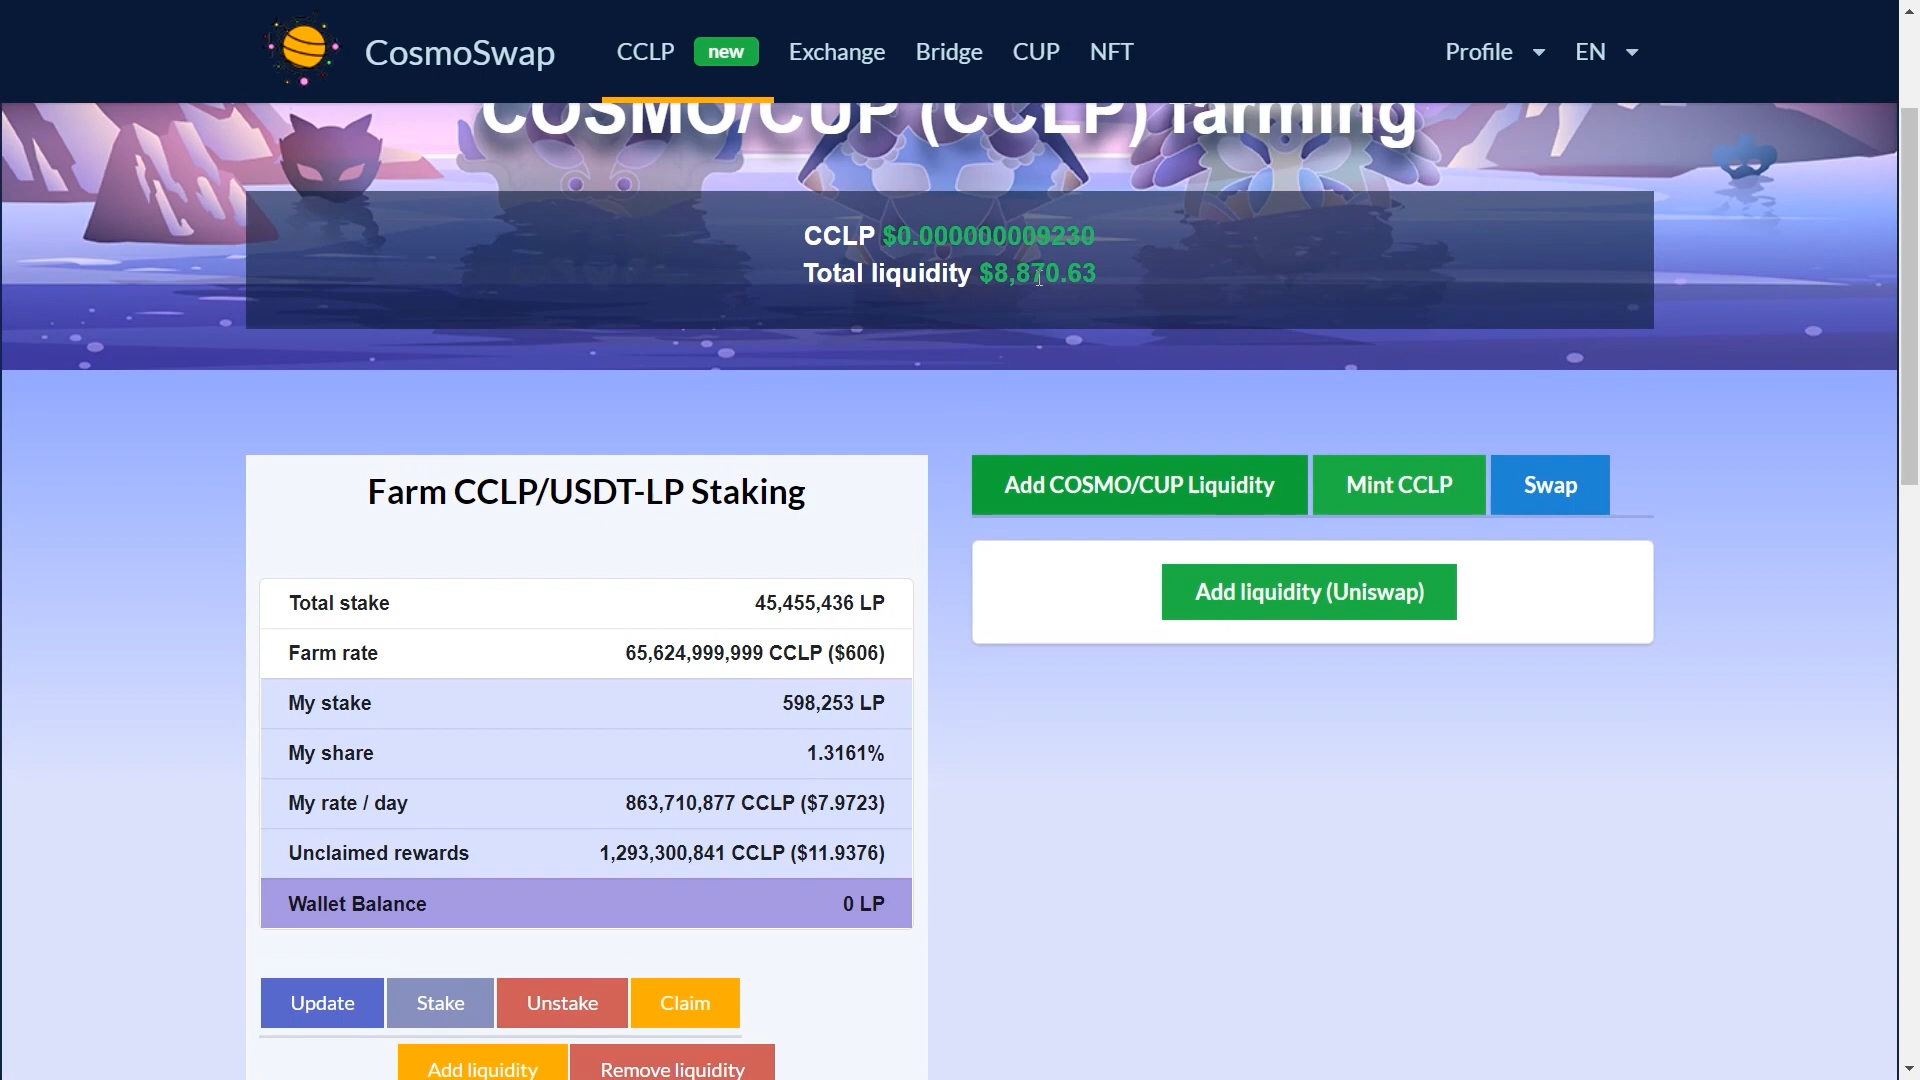 CosmoSwap
CCLP new Exchange Bridge CUP NFT
Profile EN
COSMO/CUP (CCLP) farming
CCLP $0.000000009230
Total liquidity $8,870.63
Farm CCLP/USDT-LP Staking
Total stake 45,455,436 LP
Farm rate 65,624,999,999 CCLP ($606)
My stake 598,253 LP
My share 1.3161%
My rate / day 863,710,877 CCLP ($7.9723)
Unclaimed rewards 1,293,300,841 CCLP ($11.9376)
Wallet Balance 0 LP
Update Stake Unstake Claim
Add liquidity Remove liquidity
Add COSMO/CUP Liquidity Mint CCLP Swap
Add liquidity (Uniswap)